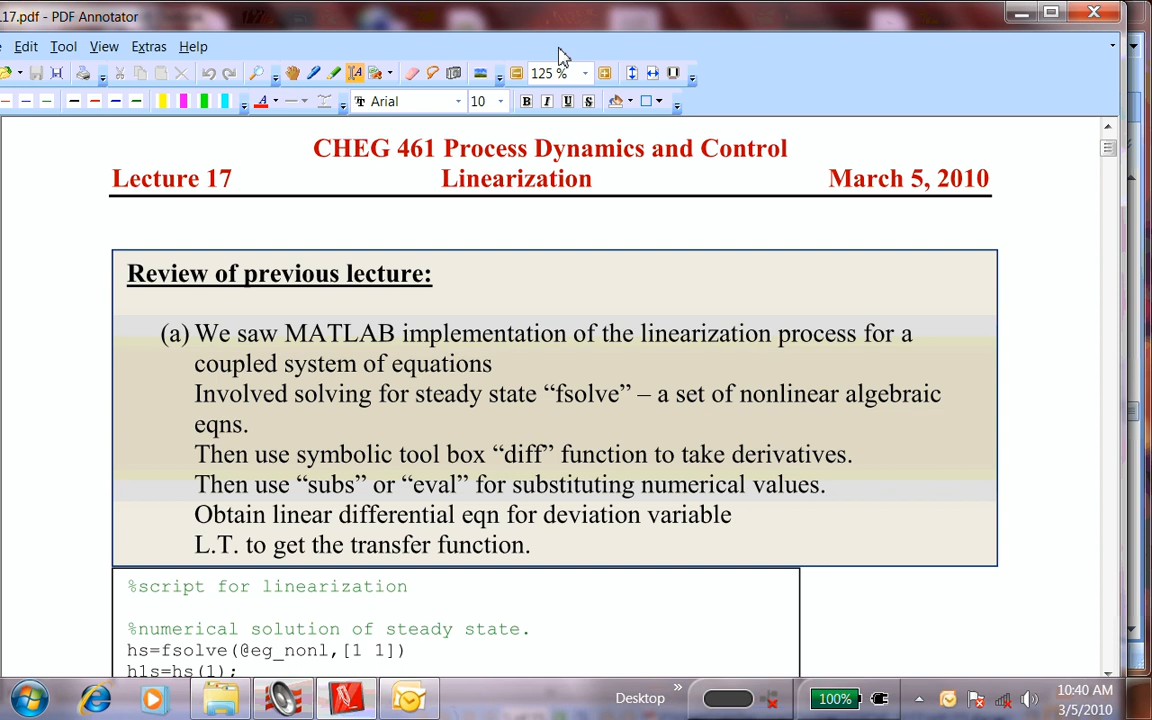 17.pdf - PDF Annotator
Edit Tool View Extras Help
125 %
Arial 10 B I U S
CHEG 461 Process Dynamics and Control
Lecture 17 Linearization March 5, 2010
Review of previous lecture:
(a) We saw MATLAB implementation of the linearization process for a
coupled system of equations
Involved solving for steady state “fsolve” – a set of nonlinear algebraic
eqns.
Then use symbolic tool box “diff” function to take derivatives.
Then use “subs” or “eval” for substituting numerical values.
Obtain linear differential eqn for deviation variable
L.T. to get the transfer function.
%script for linearization
%numerical solution of steady state.
hs=fsolve(@eg_nonl,[1 1])
h1s=hs(1);
Desktop » 100% 10:40 AM
3/5/2010